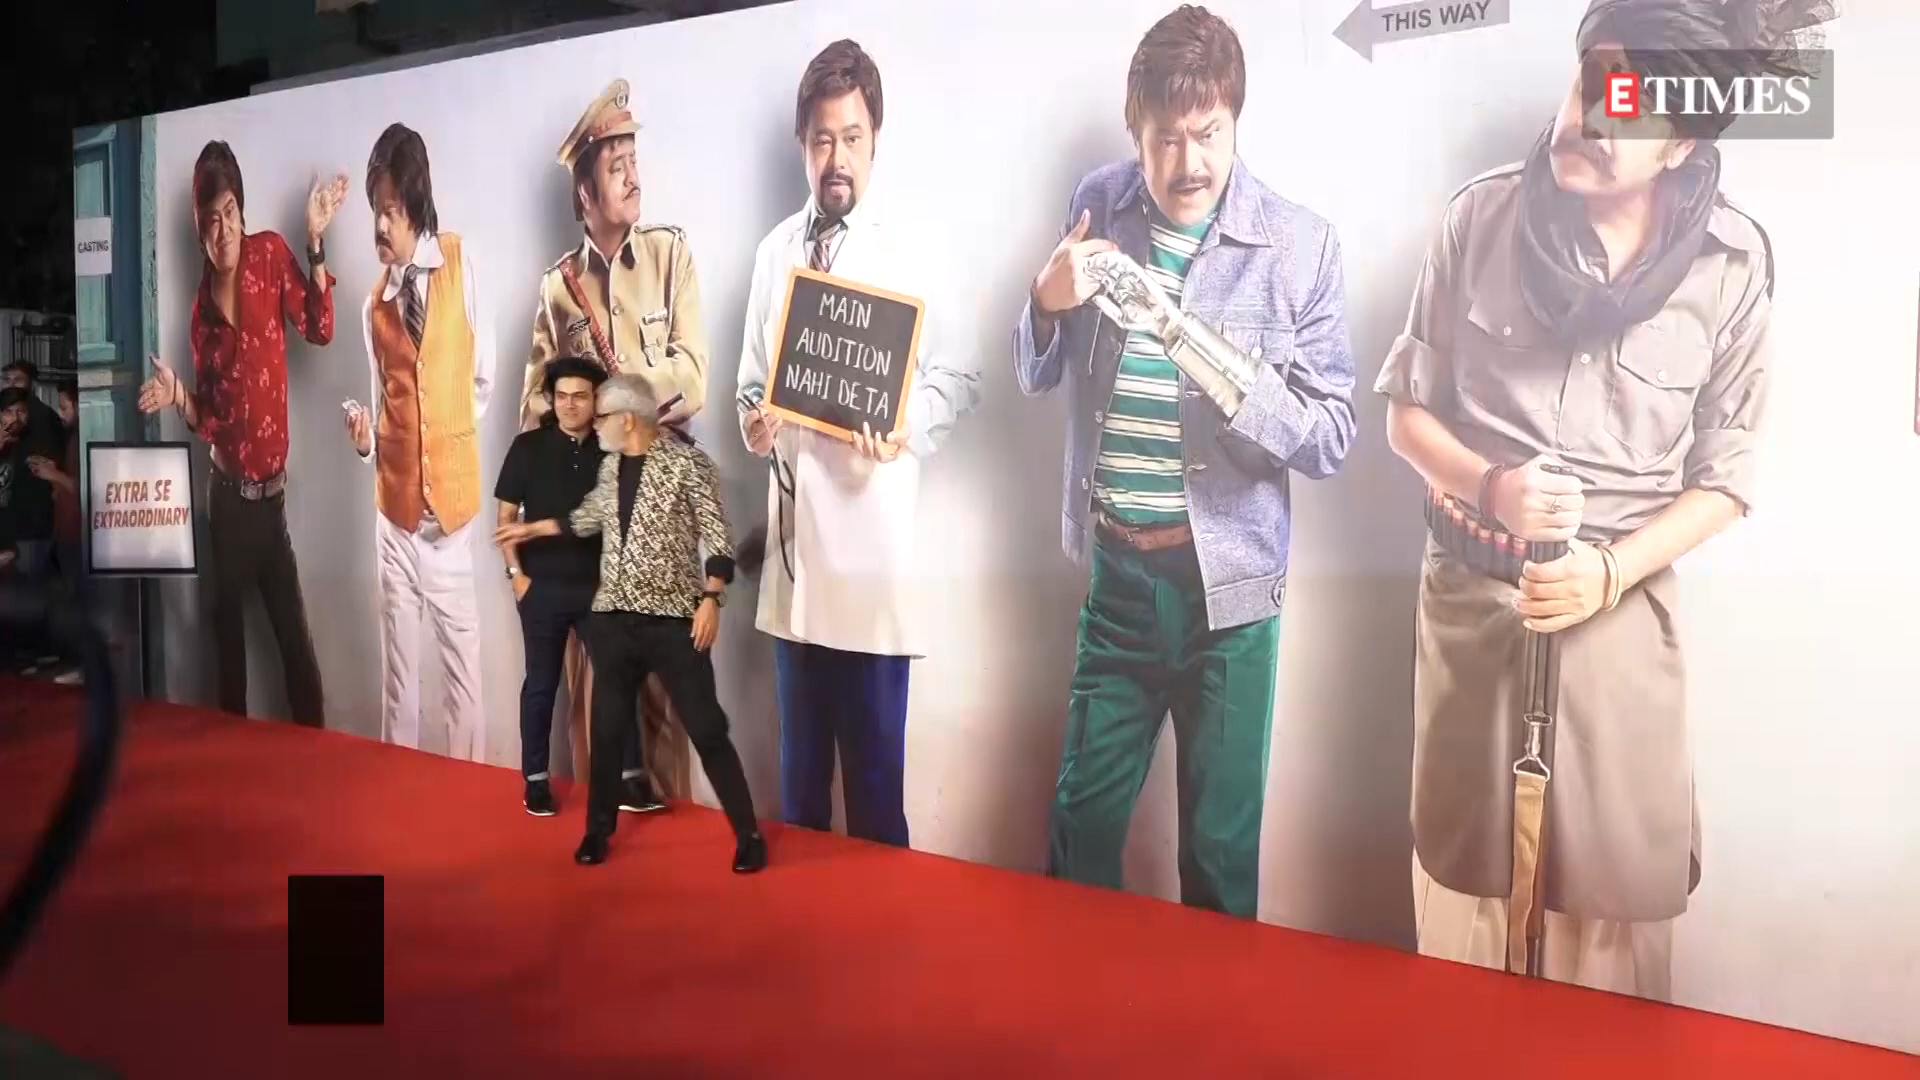 THIS WAY
ETIMES
CASTING
MAIN
AUDITION
NAHI DETA
EXTRA SE
EXTRAORDINARY